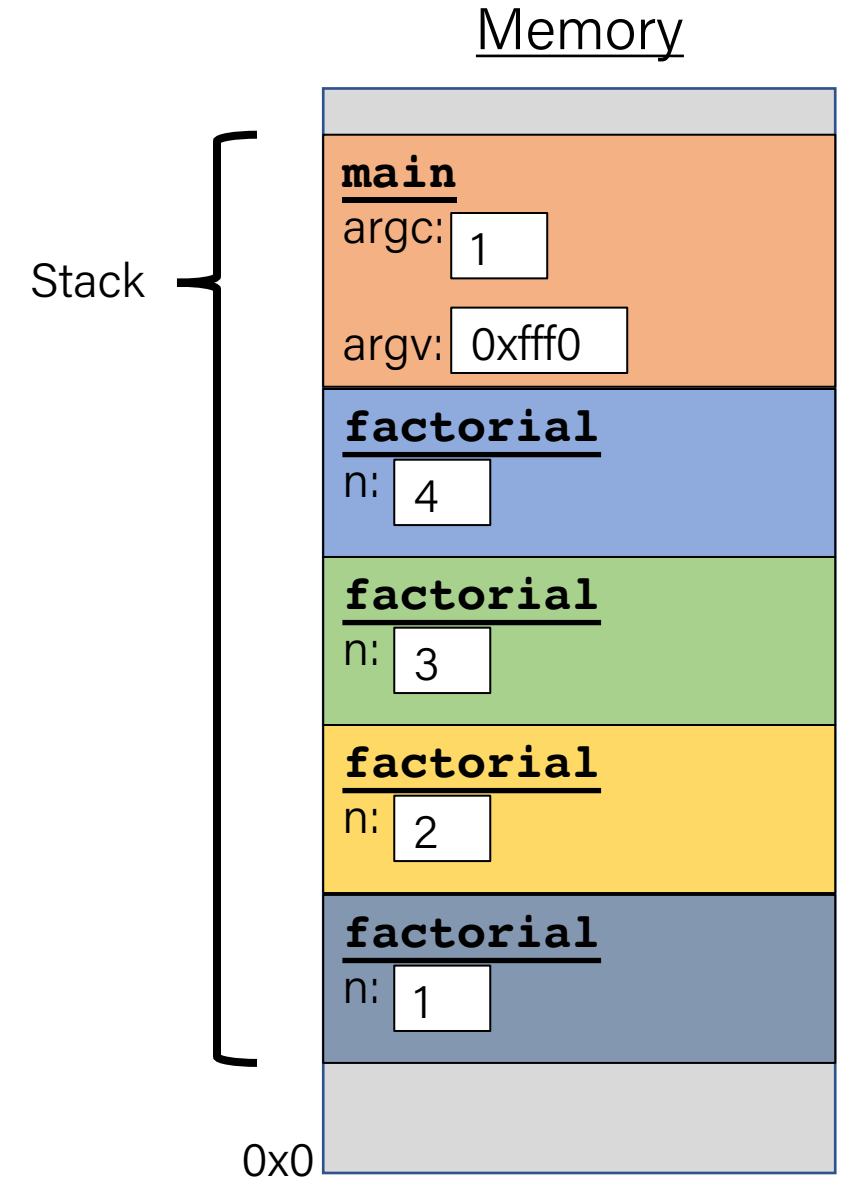 Memory
main
argc: 1
Stack
argv: 0xfff0
factorial
n: 4
factorial
n: 3
factorial
n: 2
factorial
n: 1
0x0